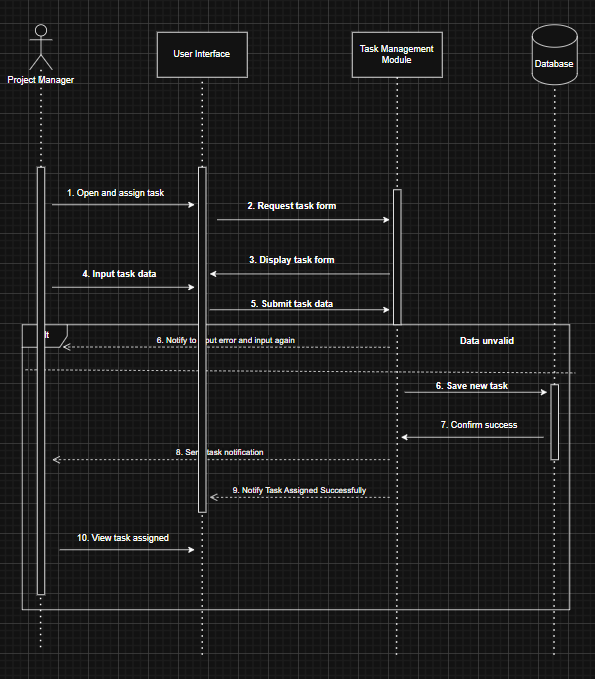 Project Manager
User Interface
Task Management
Module
Database
1. Open and assign task
2. Request task form
3. Display task form
4. Input task data
5. Submit task data
lt
6. Notify to put error and input again
Data unvalid
6. Save new task
7. Confirm success
8. Sen task notification
9. Notify Task Assigned Successfully
10. View task assigned